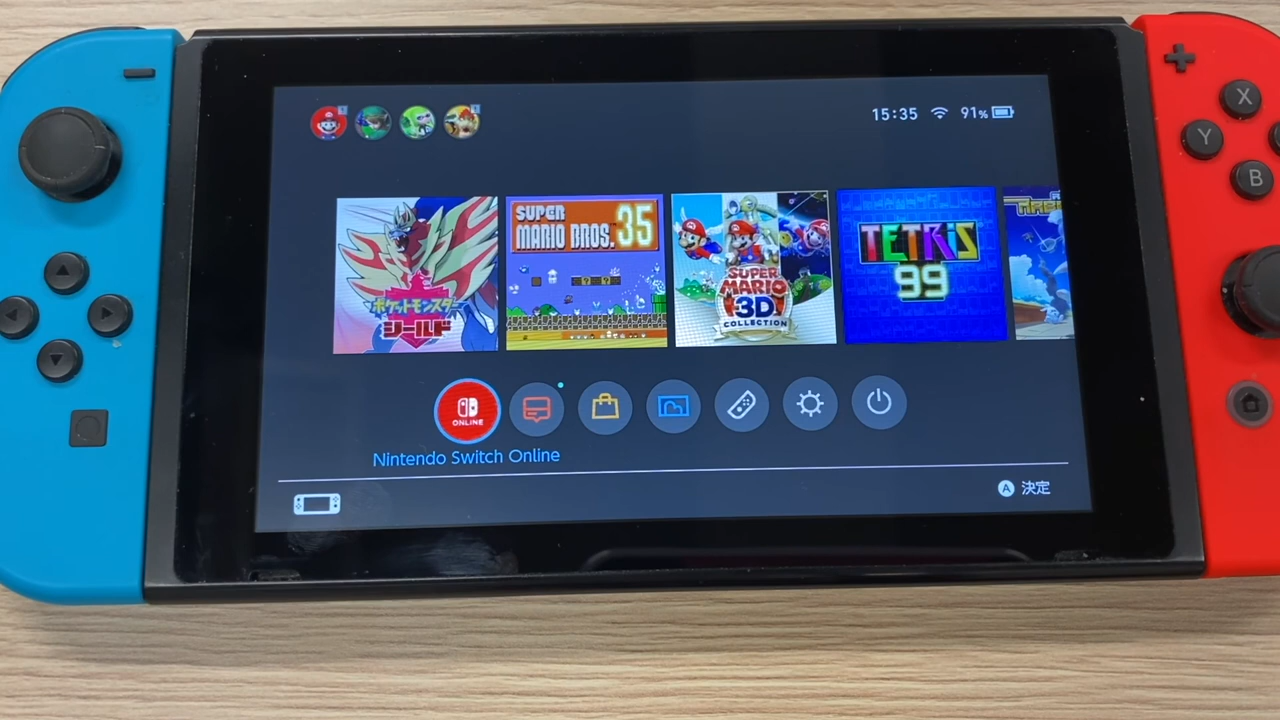 15:35 91%
ポケットモンスター
シールド
SUPER
MARIO BROS. 35
SUPER
MARIO
3D
COLLECTION
TETRIS
99
ONLINE
Nintendo Switch Online
A 決定
X
Y
B